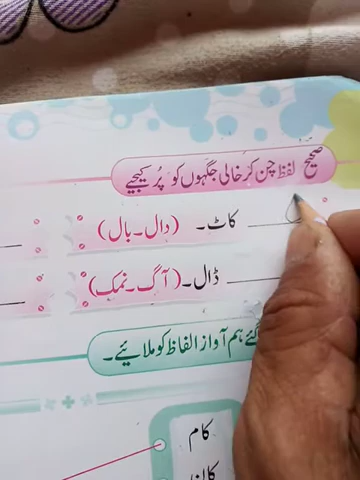 صحیح لفظ چن کر خالی جگہوں کو پُر کیجیے
کاٹ۔ (دال۔بال)
ڈال۔ (آگ۔نمک)
گئے ہم آواز الفاظ کو ملائیے۔
کام